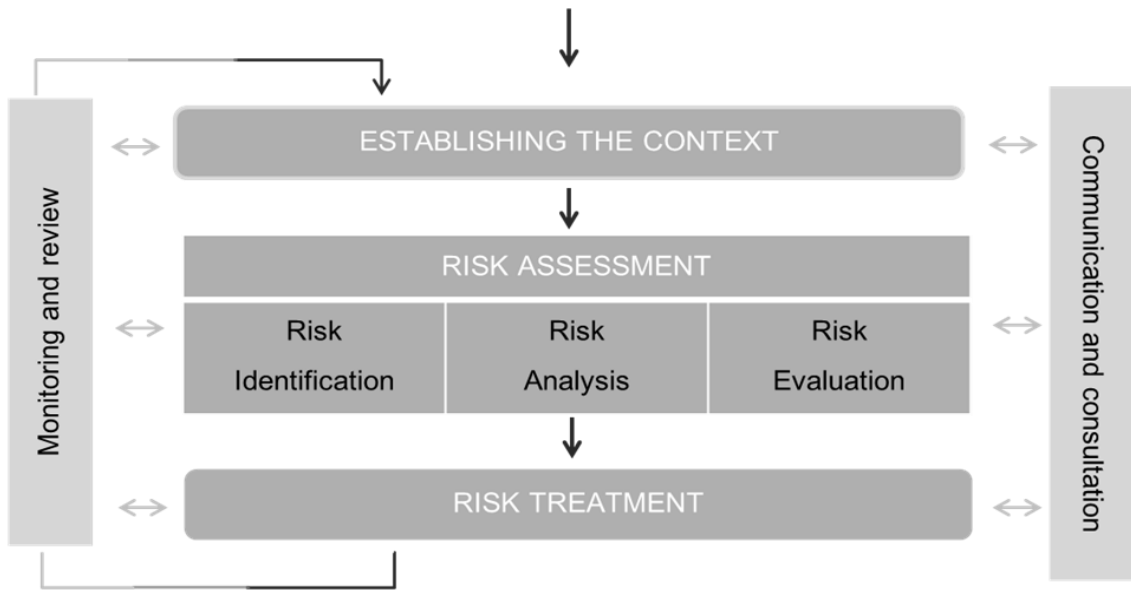 ESTABLISHING THE CONTEXT
Monitoring and review
Communication and consultation
RISK ASSESSMENT
Risk
Identification
Risk
Analysis
Risk
Evaluation
RISK TREATMENT